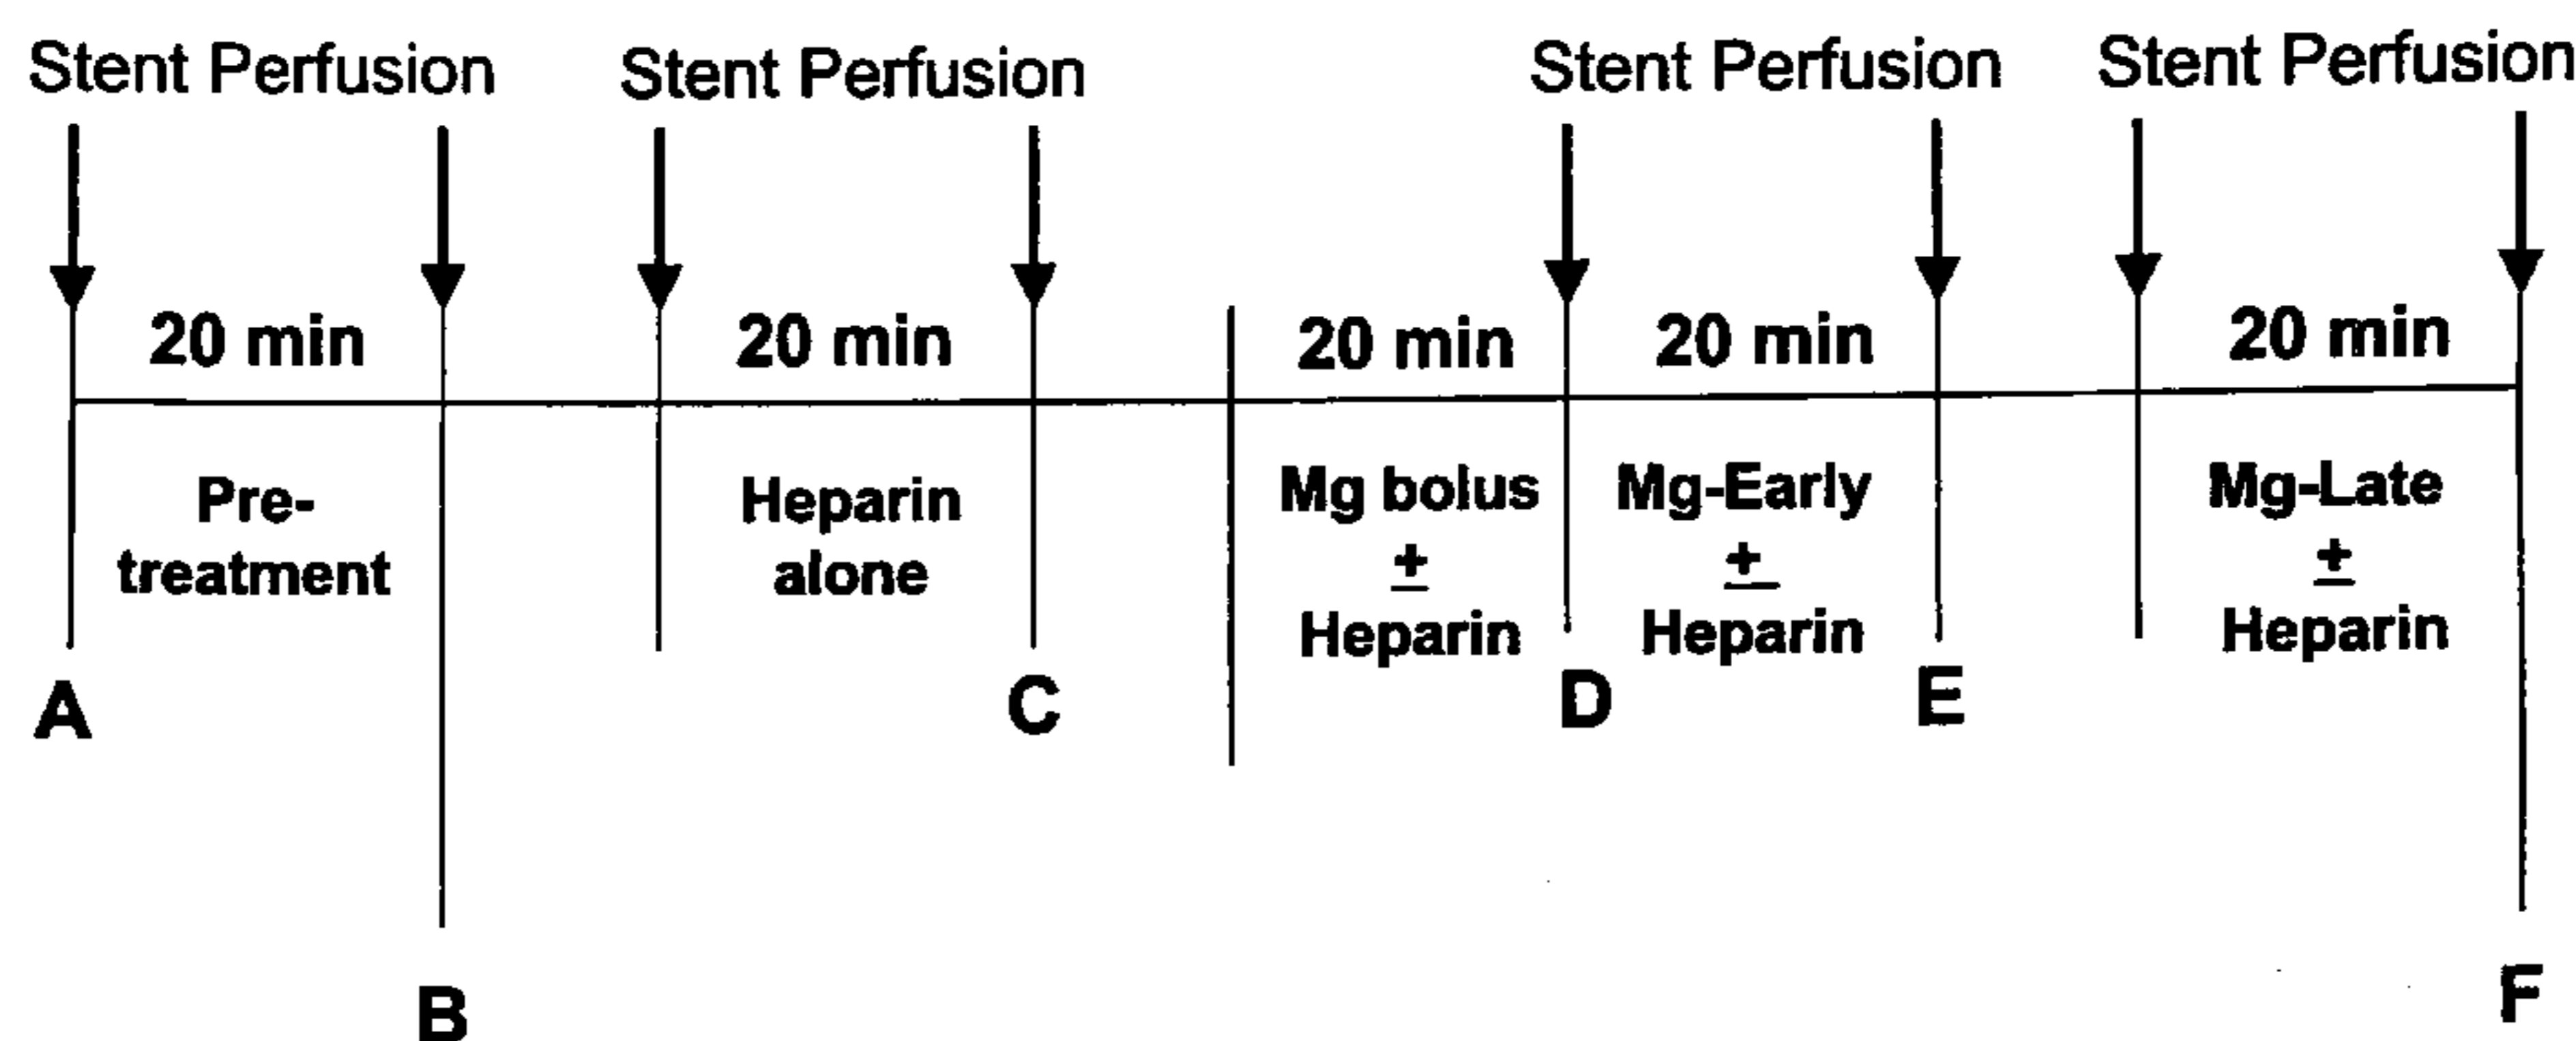 Stent Perfusion Stent Perfusion Stent Perfusion Stent Perfusion
20 min 20 min 20 min 20 min 20 min
Pre-
treatment
Heparin
alone
Mg bolus
±
Heparin
Mg-Early
±
Heparin
Mg-Late
±
Heparin
A
C
D
E
B
F